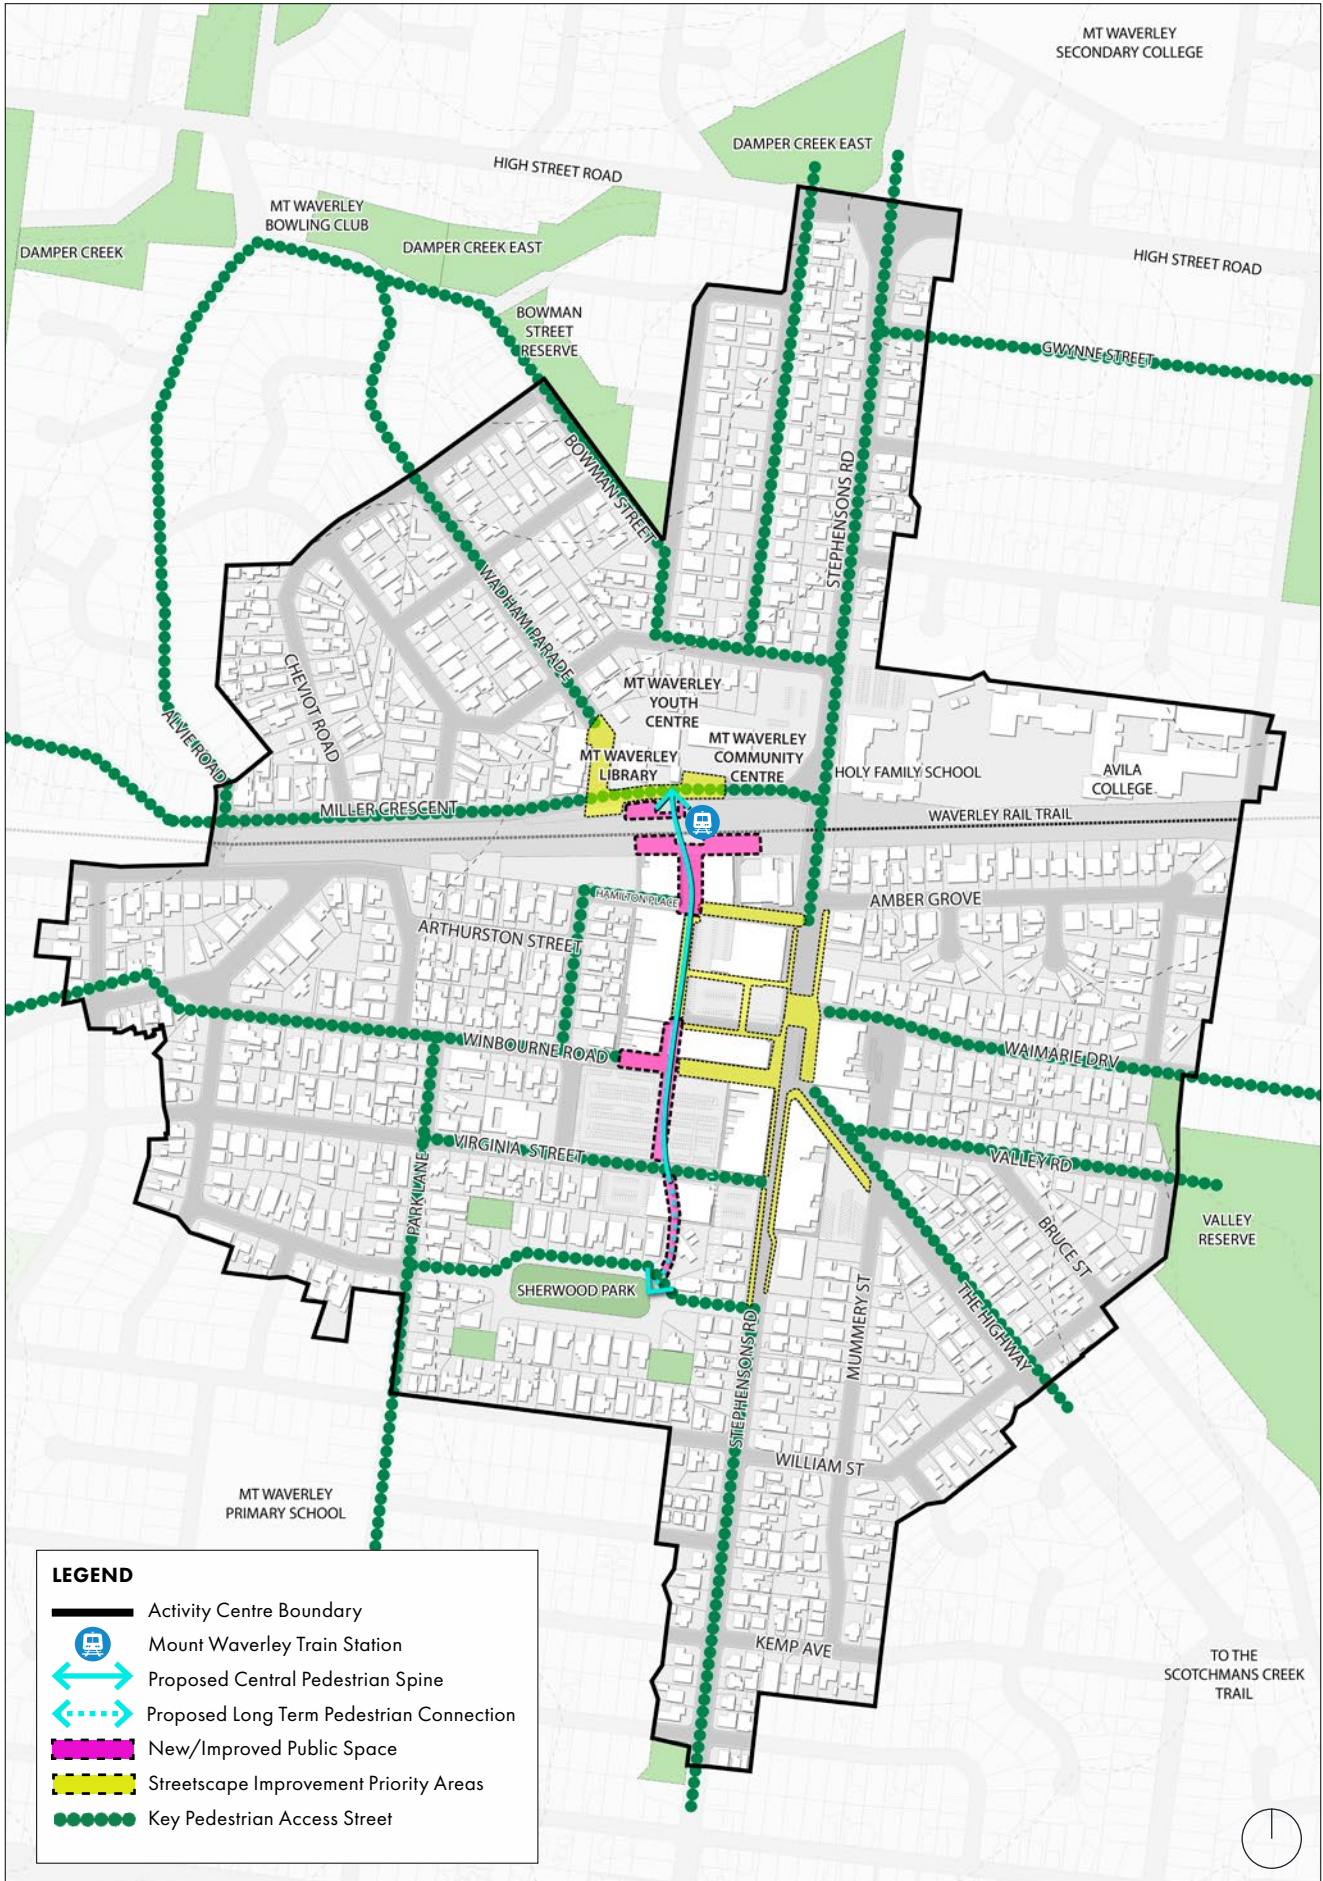 MT WAVERLEY
SECONDARY COLLEGE
DAMPER CREEK EAST
HIGH STREET ROAD
MT WAVERLEY
BOWLING CLUB
DAMPER CREEK
DAMPER CREEK EAST
HIGH STREET ROAD
BOWMAN
STREET
RESERVE
GWYNNE STREET
BOWMAN STREET
STEPHENSONS RD
WADHAM PARADE
CHEVIOT ROAD
MT WAVERLEY
YOUTH
CENTRE
ALVIE ROAD
MT WAVERLEY
LIBRARY
MT WAVERLEY
COMMUNITY
CENTRE
HOLY FAMILY SCHOOL
AVILA
COLLEGE
MILLER CRESCENT
WAVERLEY RAIL TRAIL
HAMILTON PLACE
AMBER GROVE
ARTHURSTON STREET
WINBOURNE ROAD
WAIMARIE DRV
VIRGINIA STREET
VALLEY RD
PARK LANE
BRUCE ST
VALLEY
RESERVE
SHERWOOD PARK
MUMMERY ST
THE HIGHWAY
STEPHENSONS RD
WILLIAM ST
MT WAVERLEY
PRIMARY SCHOOL
KEMP AVE
TO THE
SCOTCHMANS CREEK
TRAIL
LEGEND
Activity Centre Boundary
Mount Waverley Train Station
Proposed Central Pedestrian Spine
Proposed Long Term Pedestrian Connection
New/Improved Public Space
Streetscape Improvement Priority Areas
Key Pedestrian Access Street